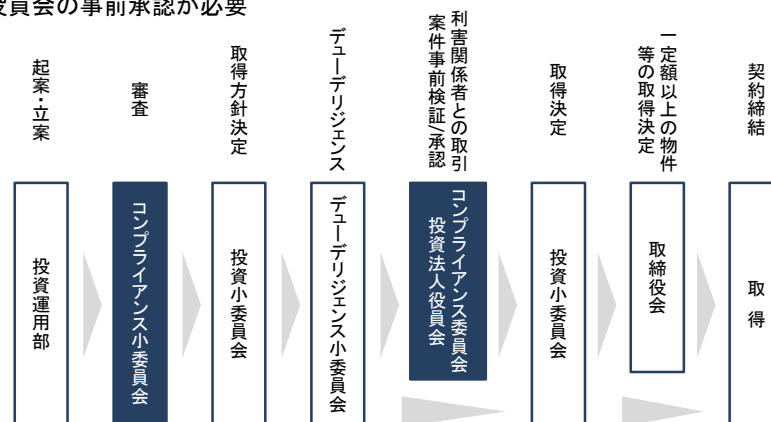 役員会の事前承認が必要
起案・立案
審査
取得方針決定
デューデリジェンス
利害関係者との取引
案件事前検証/承認
取得決定
一定額以上の物件
等の取得決定
契約締結
投資運用部
コンプライアンス小委員会
投資小委員会
デューデリジェンス小委員会
コンプライアンス委員会
投資法人役員会
投資小委員会
取締役会
取得